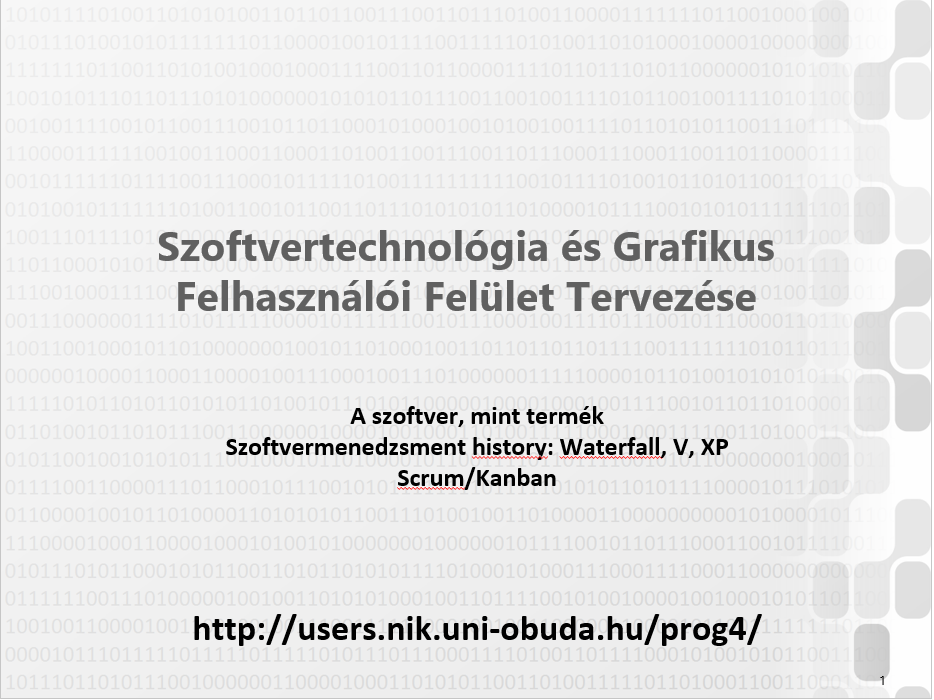 Szoftvertechnológia és Grafikus
Felhasználói Felület Tervezése
A szoftver, mint termék
Szoftvermenedzsment history: Waterfall, V, XP
Scrum/Kanban
http://users.nik.uni-obuda.hu/prog4/
1